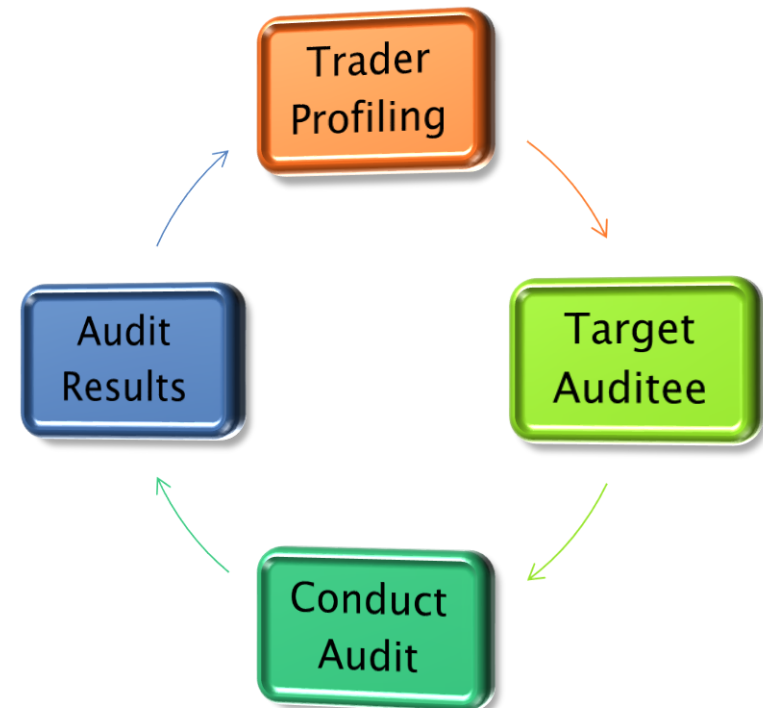 Trader
Profiling
Target
Auditee
Conduct
Audit
Audit
Results